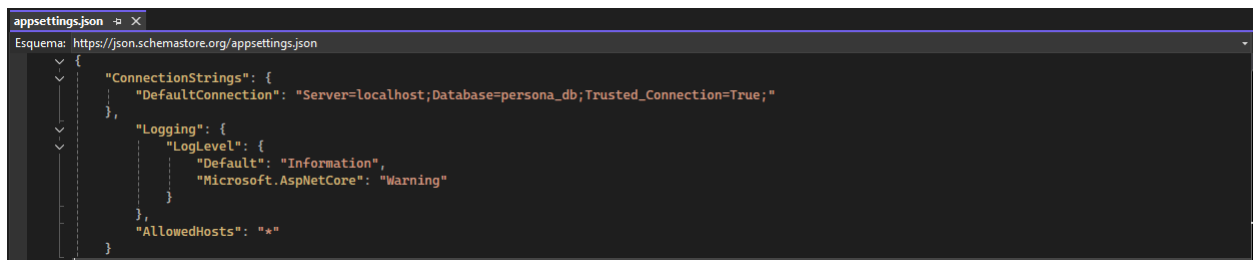 appsettings.json
Esquema: https://json.schemastore.org/appsettings.json
{
"ConnectionStrings": {
"DefaultConnection": "Server=localhost;Database=persona_db;Trusted_Connection=True;"
},
"Logging": {
"LogLevel": {
"Default": "Information",
"Microsoft.AspNetCore": "Warning"
}
},
"AllowedHosts": "*"
}